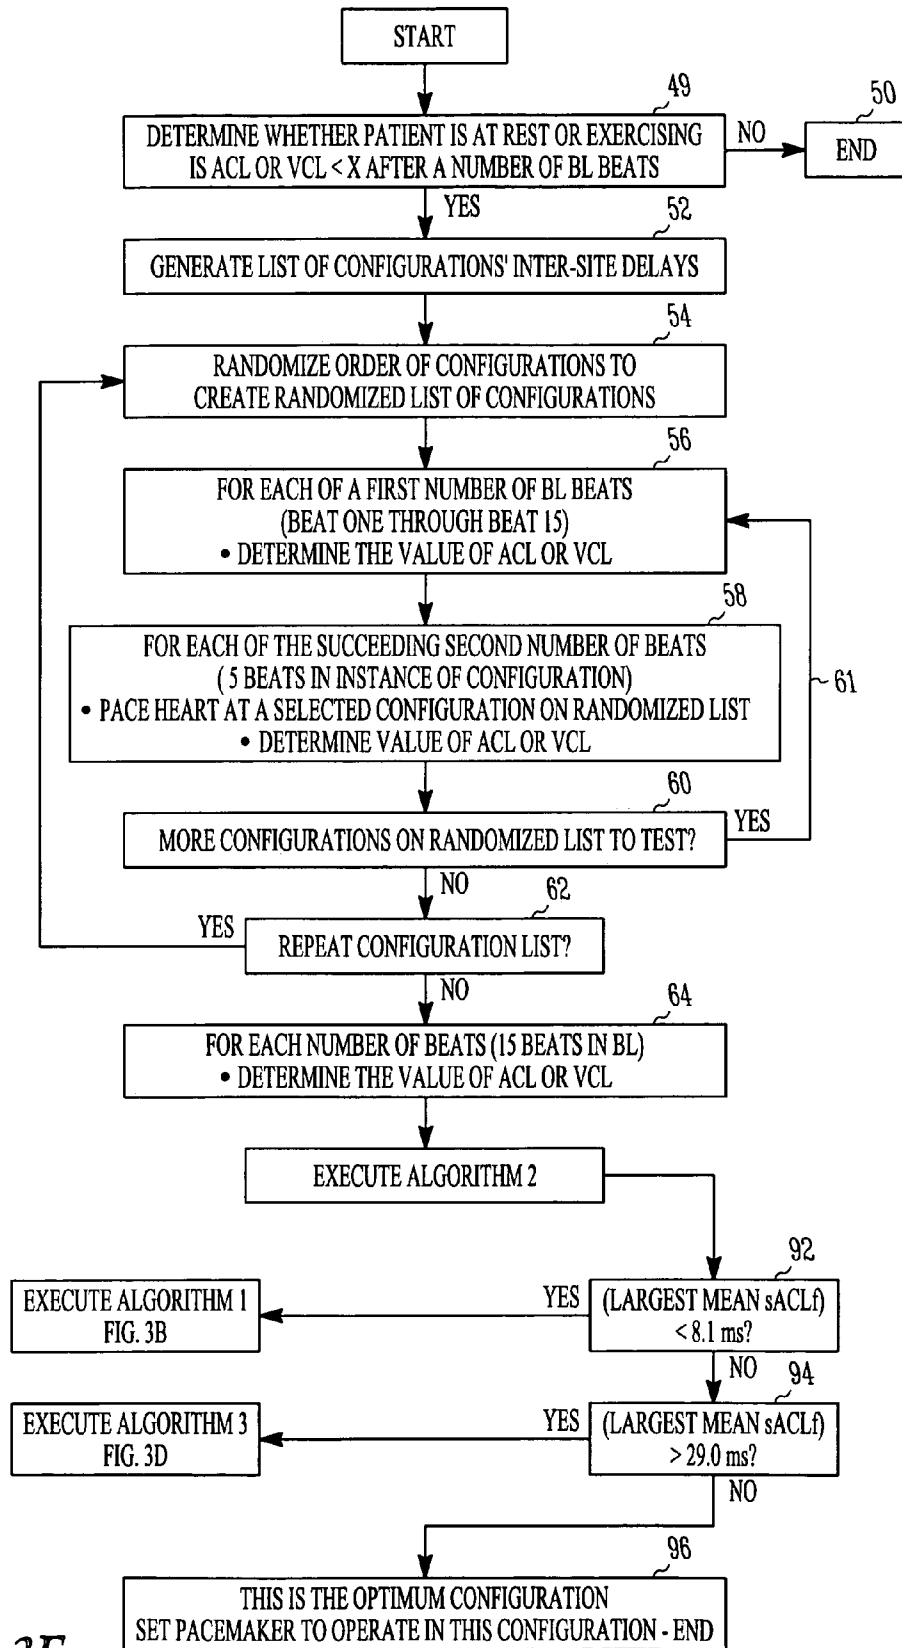 START
49
DETERMINE WHETHER PATIENT IS AT REST OR EXERCISING
IS ACL OR VCL < X AFTER A NUMBER OF BL BEATS
NO
50
END
YES
52
GENERATE LIST OF CONFIGURATIONS' INTER-SITE DELAYS
54
RANDOMIZE ORDER OF CONFIGURATIONS TO
CREATE RANDOMIZED LIST OF CONFIGURATIONS
56
FOR EACH OF A FIRST NUMBER OF BL BEATS
(BEAT ONE THROUGH BEAT 15)
• DETERMINE THE VALUE OF ACL OR VCL
58
FOR EACH OF THE SUCCEEDING SECOND NUMBER OF BEATS
( 5 BEATS IN INSTANCE OF CONFIGURATION)
• PACE HEART AT A SELECTED CONFIGURATION ON RANDOMIZED LIST
• DETERMINE VALUE OF ACL OR VCL
61
60
MORE CONFIGURATIONS ON RANDOMIZED LIST TO TEST?
YES
NO
62
YES
REPEAT CONFIGURATION LIST?
NO
64
FOR EACH NUMBER OF BEATS (15 BEATS IN BL)
• DETERMINE THE VALUE OF ACL OR VCL
EXECUTE ALGORITHM 2
92
(LARGEST MEAN sACLf)
< 8.1 ms?
YES
EXECUTE ALGORITHM 1
FIG. 3B
NO
94
(LARGEST MEAN sACLf)
> 29.0 ms?
YES
EXECUTE ALGORITHM 3
FIG. 3D
NO
96
THIS IS THE OPTIMUM CONFIGURATION
SET PACEMAKER TO OPERATE IN THIS CONFIGURATION - END